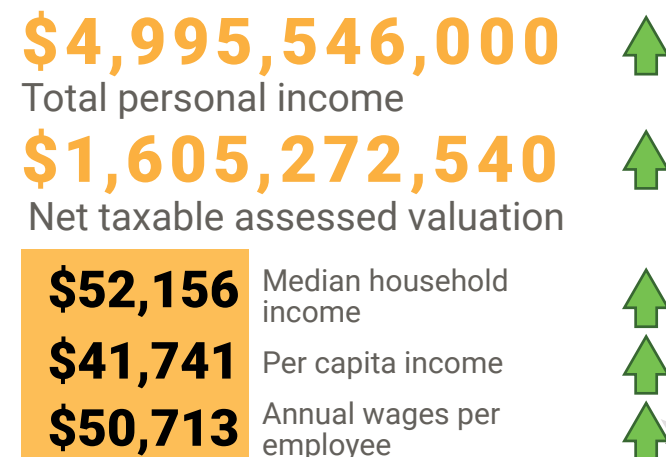 $4,995,546,000
Total personal income
$1,605,272,540
Net taxable assessed valuation
$52,156
Median household
income
$41,741
Per capita income
$50,713
Annual wages per
employee